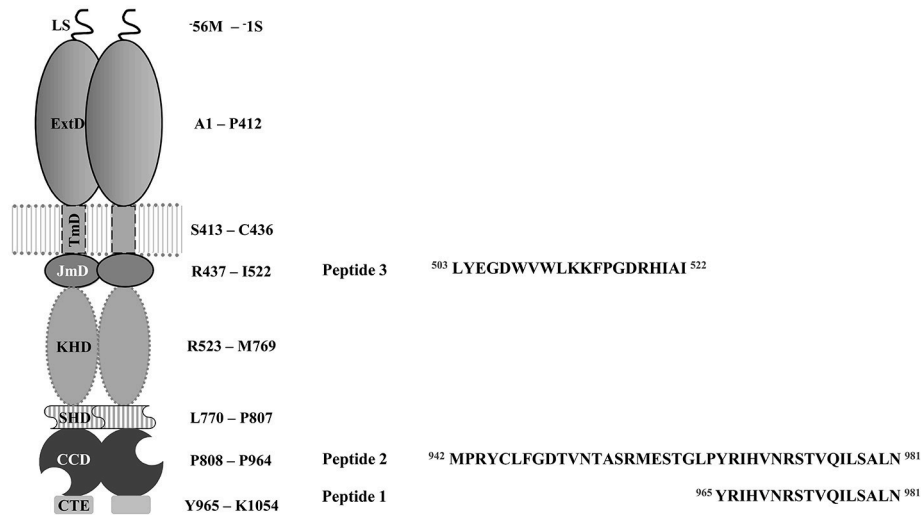 LS ⁻56M – ⁻1S
ExtD A1 – P412
TmD S413 – C436
JmD R437 – I522 Peptide 3 ⁵⁰³ LYEGDWVWLKKFPGDRHIAI ⁵²²
KHD R523 – M769
SHD L770 – P807
CCD P808 – P964 Peptide 2 ⁹⁴² MPRYCLFGDTVNTASRMESTGLPYRIHVNRSTVQILSALN ⁹⁸¹
CTE Y965 – K1054 Peptide 1 ⁹⁶⁵ YRIHVNRSTVQILSALN ⁹⁸¹